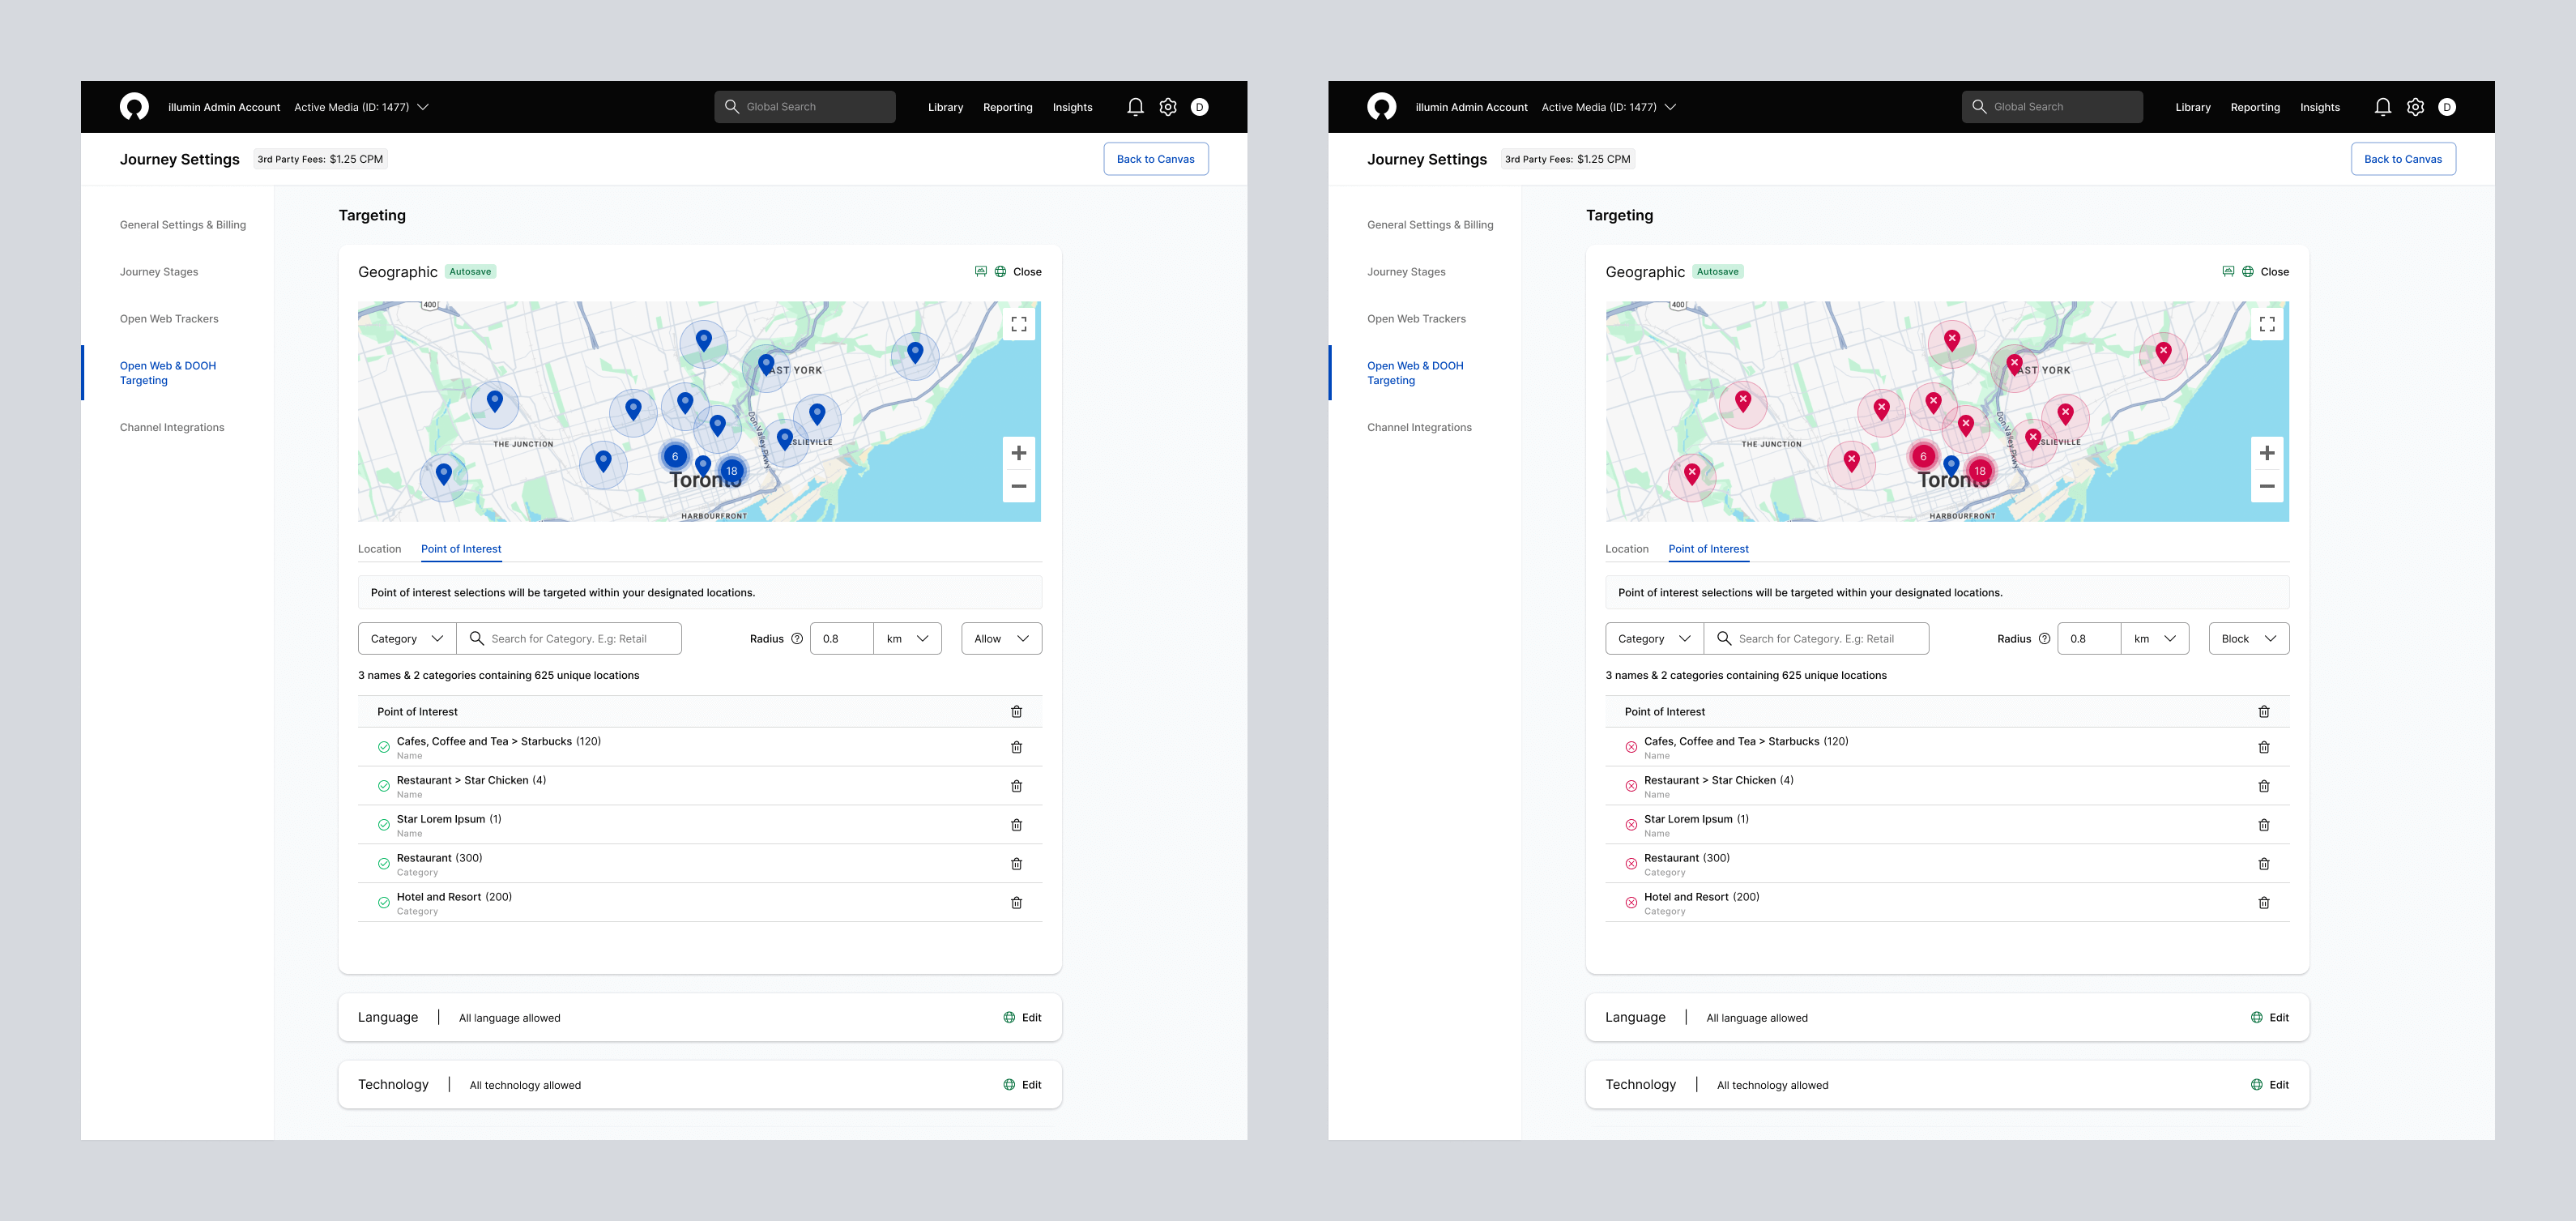 illumin Admin Account
Active Media (ID: 1477)
Global Search
Library
Reporting
Insights
D
Journey Settings
3rd Party Fees: $1.25 CPM
Back to Canvas
General Settings & Billing
Journey Stages
Open Web Trackers
Open Web & DOOH
Targeting
Channel Integrations
Targeting
Geographic
Autosave
Close
400
AST YORK
THE JUNCTION
Don Valley Pkwy
SLIEVILLE
6
18
Toronto
HARBOURFRONT
Location
Point of Interest
Point of interest selections will be targeted within your designated locations.
Category
Search for Category. E.g: Retail
Radius
0.8
km
Allow
3 names & 2 categories containing 625 unique locations
Point of Interest
Cafes, Coffee and Tea > Starbucks (120)
Name
Restaurant > Star Chicken (4)
Name
Star Lorem Ipsum (1)
Name
Restaurant (300)
Category
Hotel and Resort (200)
Category
Language
All language allowed
Edit
Technology
All technology allowed
Edit
illumin Admin Account
Active Media (ID: 1477)
Global Search
Library
Reporting
Insights
D
Journey Settings
3rd Party Fees: $1.25 CPM
Back to Canvas
General Settings & Billing
Journey Stages
Open Web Trackers
Open Web & DOOH
Targeting
Channel Integrations
Targeting
Geographic
Autosave
Close
400
AST YORK
THE JUNCTION
Don Valley Pkwy
SLIEVILLE
6
18
Toronto
HARBOURFRONT
Location
Point of Interest
Point of interest selections will be targeted within your designated locations.
Category
Search for Category. E.g: Retail
Radius
0.8
km
Block
3 names & 2 categories containing 625 unique locations
Point of Interest
Cafes, Coffee and Tea > Starbucks (120)
Name
Restaurant > Star Chicken (4)
Name
Star Lorem Ipsum (1)
Name
Restaurant (300)
Category
Hotel and Resort (200)
Category
Language
All language allowed
Edit
Technology
All technology allowed
Edit